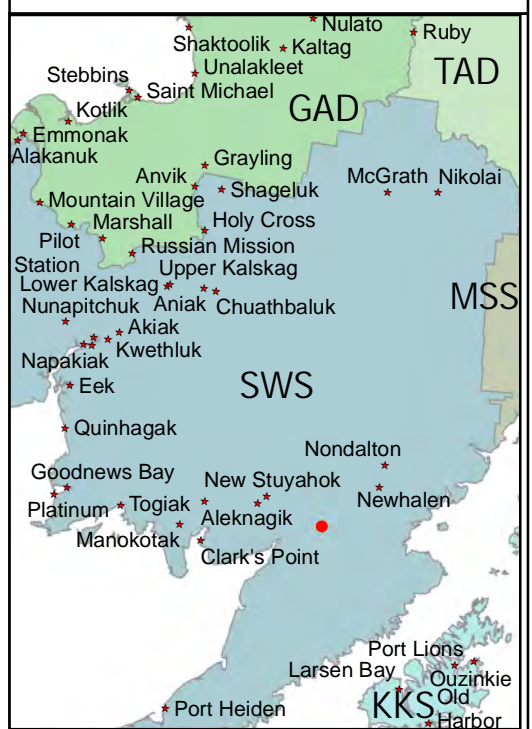 Nulato
Ruby
Shaktoolik
Kaltag
TAD
Stebbins
Unalakleet
Saint Michael
GAD
Kotlik
Emmonak
Alakanuk
Grayling
Anvik
Shageluk
McGrath
Nikolai
Mountain Village
Marshall
Holy Cross
Pilot
Station
Russian Mission
Upper Kalskag
Lower Kalskag
Aniak
Chuathbaluk
MSS
Nunapitchuk
Akiak
Kwethluk
Napakiak
SWS
Eek
Quinhagak
Nondalton
Goodnews Bay
New Stuyahok
Newhalen
Platinum
Togiak
Aleknagik
Manokotak
Clark's Point
Port Lions
Larsen Bay
Ouzinkie
KKS
Old
Harbor
Port Heiden